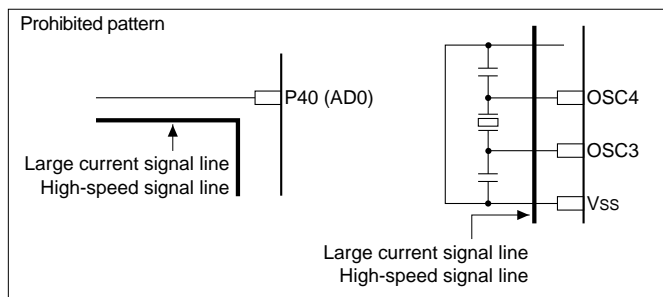 Prohibited pattern
P40 (AD0)
Large current signal line
High-speed signal line
OSC4
OSC3
VSS
Large current signal line
High-speed signal line